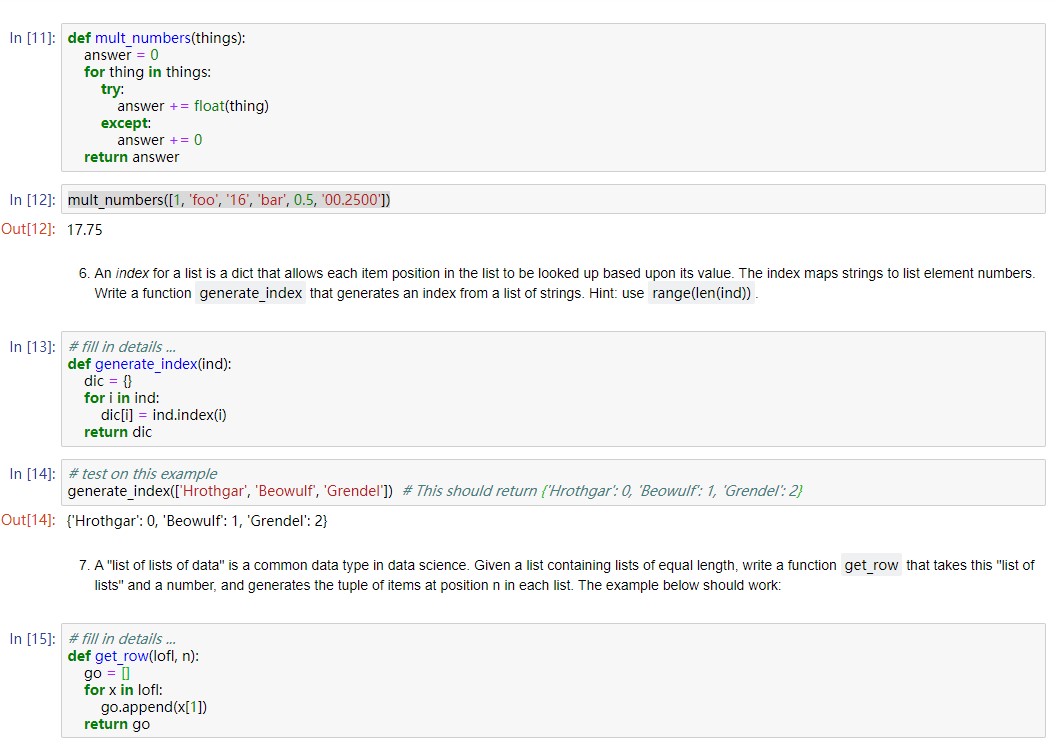 In [11]: def mult_numbers(things):
answer = 0
for thing in things:
try:
answer += float(thing)
except:
answer += 0
return answer
In [12]: mult_numbers([1, 'foo', '16', 'bar', 0.5, '00.2500'])
Out[12]: 17.75
6. An index for a list is a dict that allows each item position in the list to be looked up based upon its value. The index maps strings to list element numbers.
Write a function generate_index that generates an index from a list of strings. Hint: use range(len(ind)) .
In [13]: # fill in details ...
def generate_index(ind):
dic = {}
for i in ind:
dic[i] = ind.index(i)
return dic
In [14]: # test on this example
generate_index(['Hrothgar', 'Beowulf', 'Grendel']) # This should return {'Hrothgar': 0, 'Beowulf': 1, 'Grendel': 2}
Out[14]: {'Hrothgar': 0, 'Beowulf': 1, 'Grendel': 2}
7. A "list of lists of data" is a common data type in data science. Given a list containing lists of equal length, write a function get_row that takes this "list of
lists" and a number, and generates the tuple of items at position n in each list. The example below should work:
In [15]: # fill in details ...
def get_row(lofl, n):
go = []
for x in lofl:
go.append(x[1])
return go